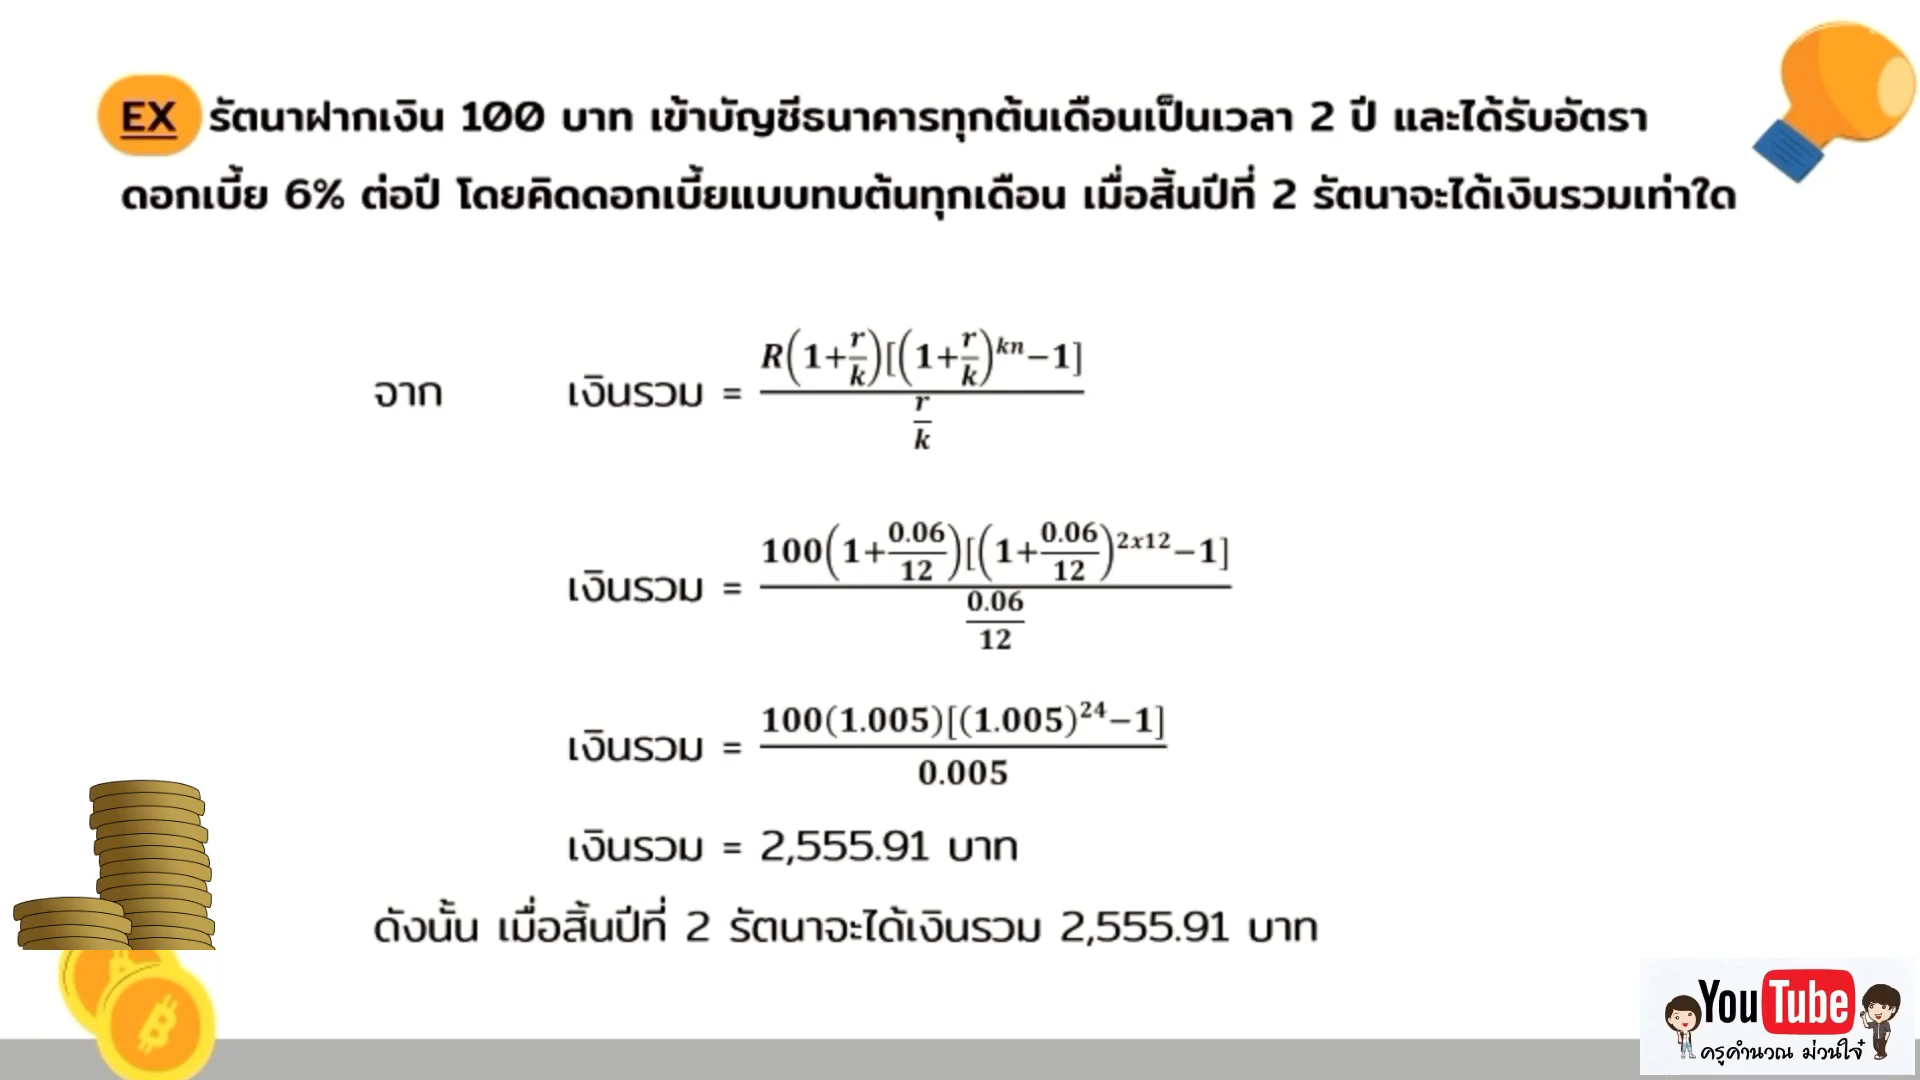 EX รัตนาฝากเงิน 100 บาท เข้าบัญชีธนาคารทุกต้นเดือนเป็นเวลา 2 ปี และได้รับอัตรา
ดอกเบี้ย 6% ต่อปี โดยคิดดอกเบี้ยแบบทบต้นทุกเดือน เมื่อสิ้นปีที่ 2 รัตนาจะได้เงินรวมเท่าใด
จาก เงินรวม = \frac{R(1+\frac{r}{k})[(1+\frac{r}{k})^{kn}-1]}{\frac{r}{k}}
เงินรวม = \frac{100(1+\frac{0.06}{12})[(1+\frac{0.06}{12})^{2x12}-1]}{\frac{0.06}{12}}
เงินรวม = \frac{100(1.005)[(1.005)^{24}-1]}{0.005}
เงินรวม = 2,555.91 บาท
ดังนั้น เมื่อสิ้นปีที่ 2 รัตนาจะได้เงินรวม 2,555.91 บาท
YouTube
ครูคำนวณ ม่วนใจ๋